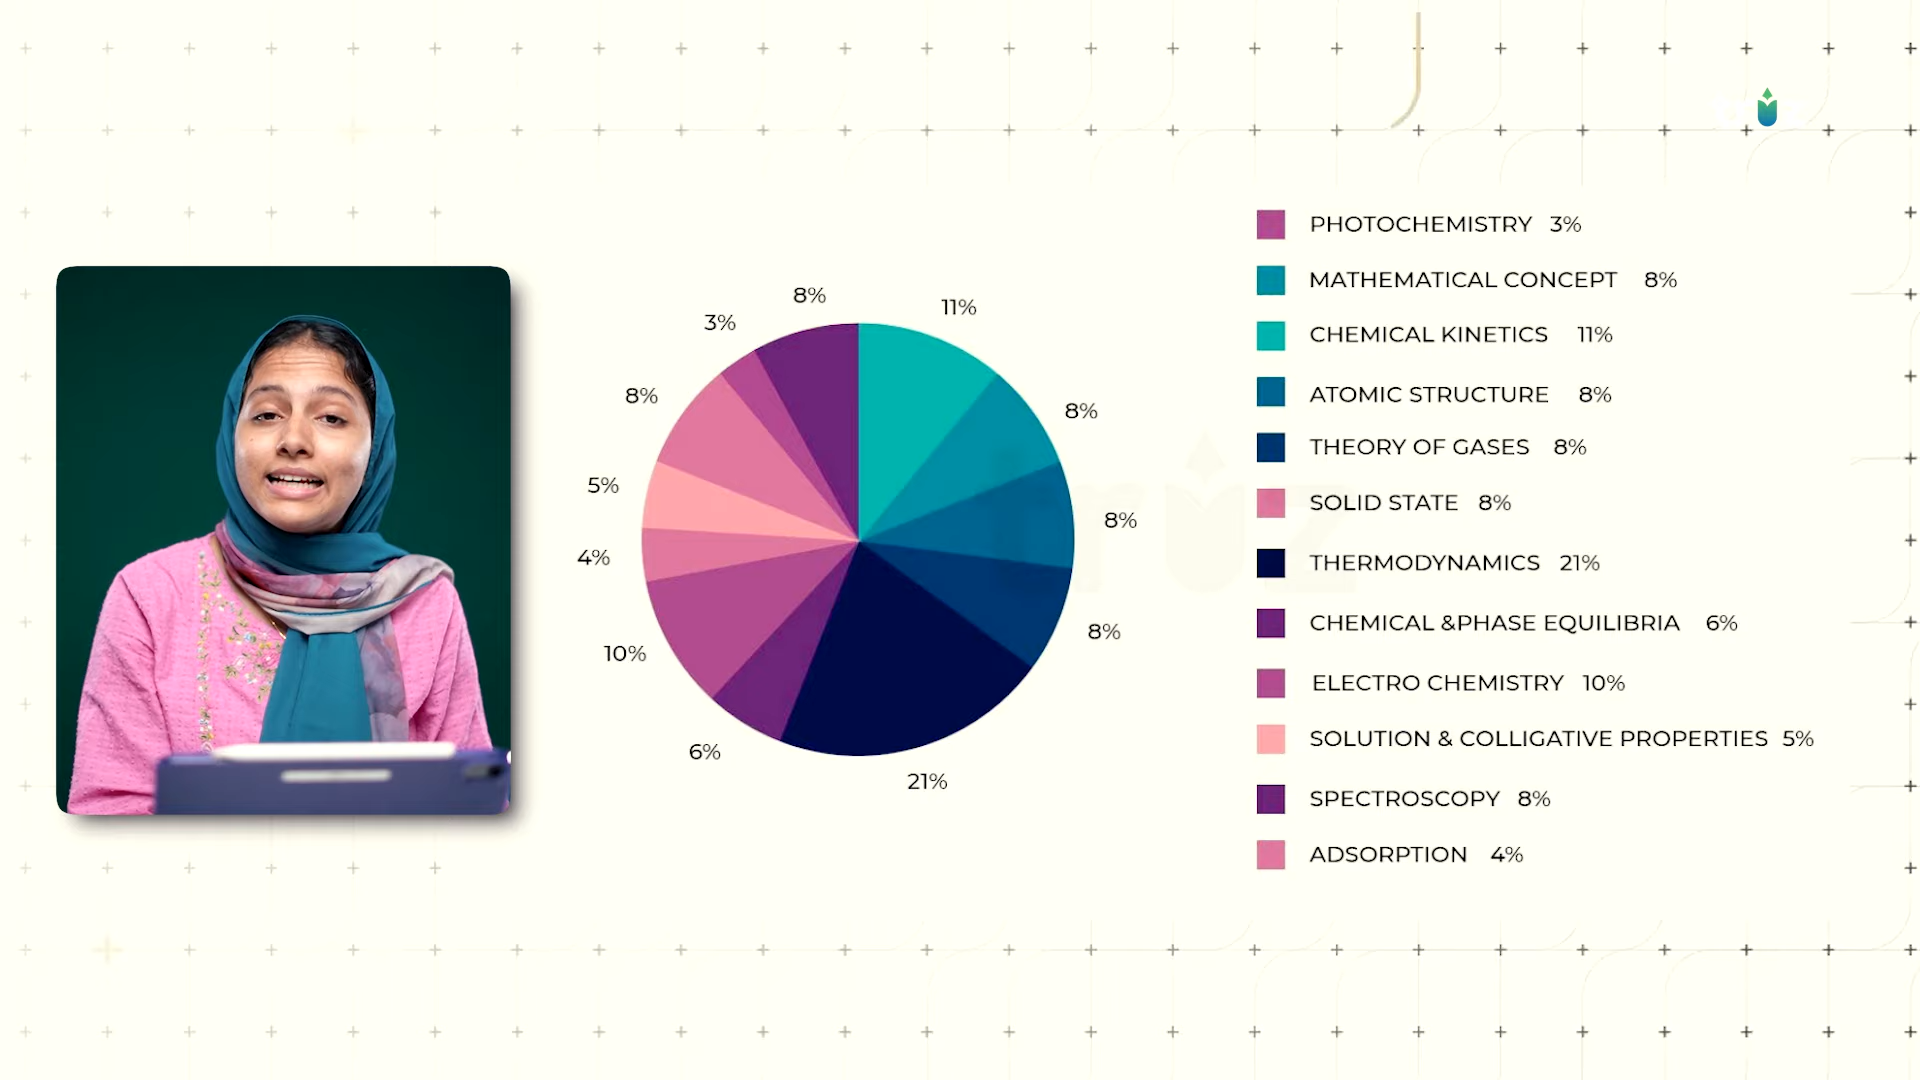 8%
11%
3%
8%
8%
5%
8%
4%
8%
10%
6%
21%
PHOTOCHEMISTRY 3%
MATHEMATICAL CONCEPT 8%
CHEMICAL KINETICS 11%
ATOMIC STRUCTURE 8%
THEORY OF GASES 8%
SOLID STATE 8%
THERMODYNAMICS 21%
CHEMICAL &PHASE EQUILIBRIA 6%
ELECTRO CHEMISTRY 10%
SOLUTION & COLLIGATIVE PROPERTIES 5%
SPECTROSCOPY 8%
ADSORPTION 4%